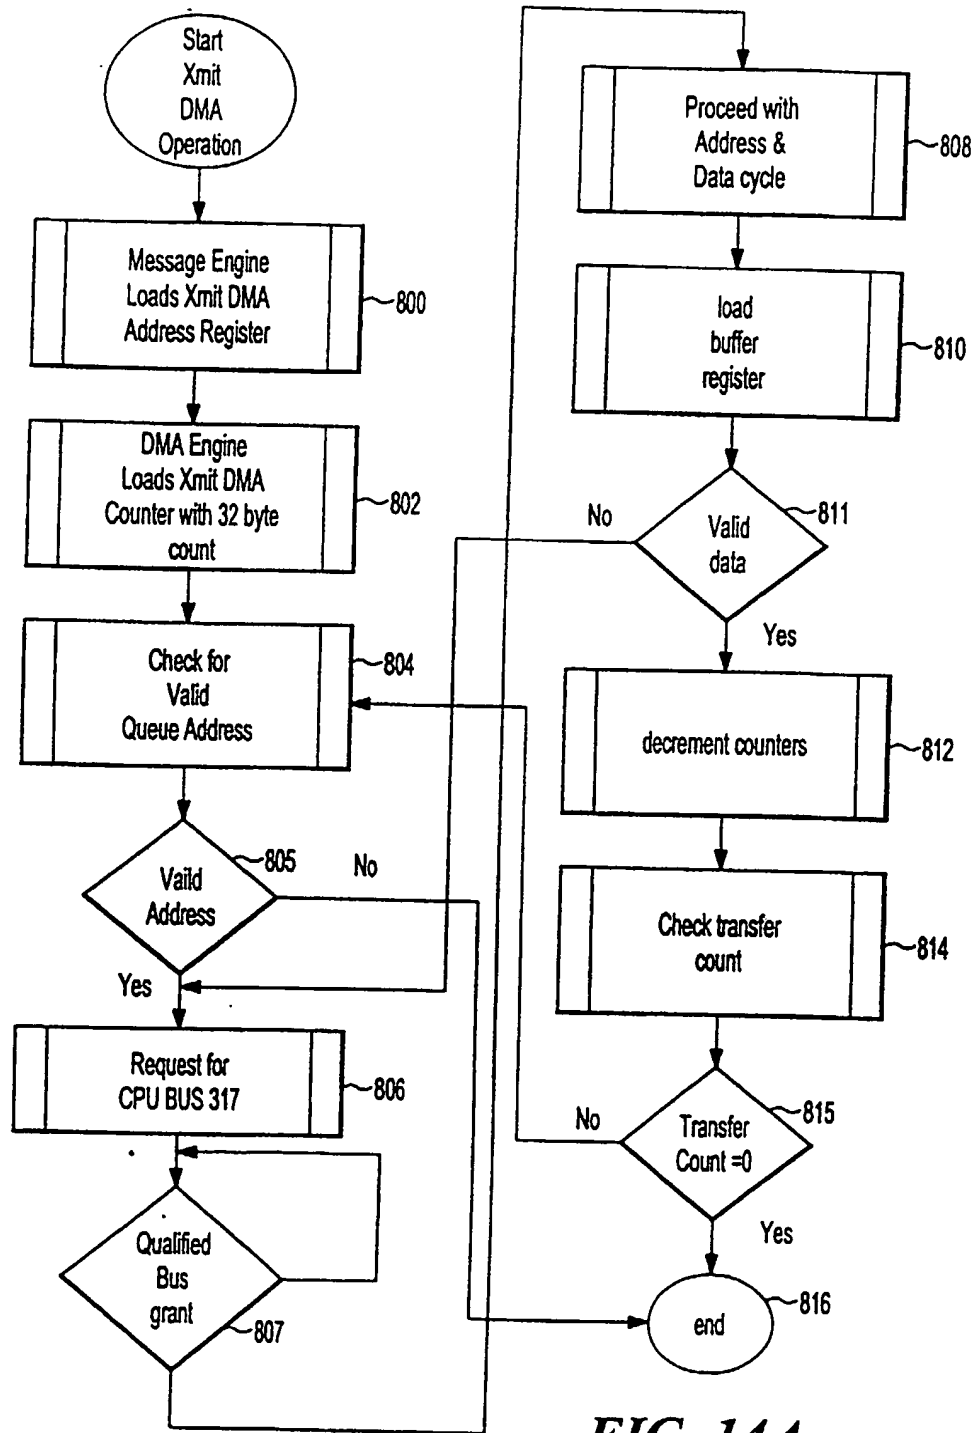 Start
Xmit
DMA
Operation
Message Engine
Loads Xmit DMA
Address Register
800
DMA Engine
Loads Xmit DMA
Counter with 32 byte
count
802
Check for
Valid
Queue Address
804
Vaild
Address
805
No
Yes
Request for
CPU BUS 317
806
Qualified
Bus
grant
807
Proceed with
Address &
Data cycle
808
load
buffer
register
810
Valid
data
811
No
Yes
decrement counters
812
Check transfer
count
814
Transfer
Count =0
815
No
Yes
end
816
FIG. 14A